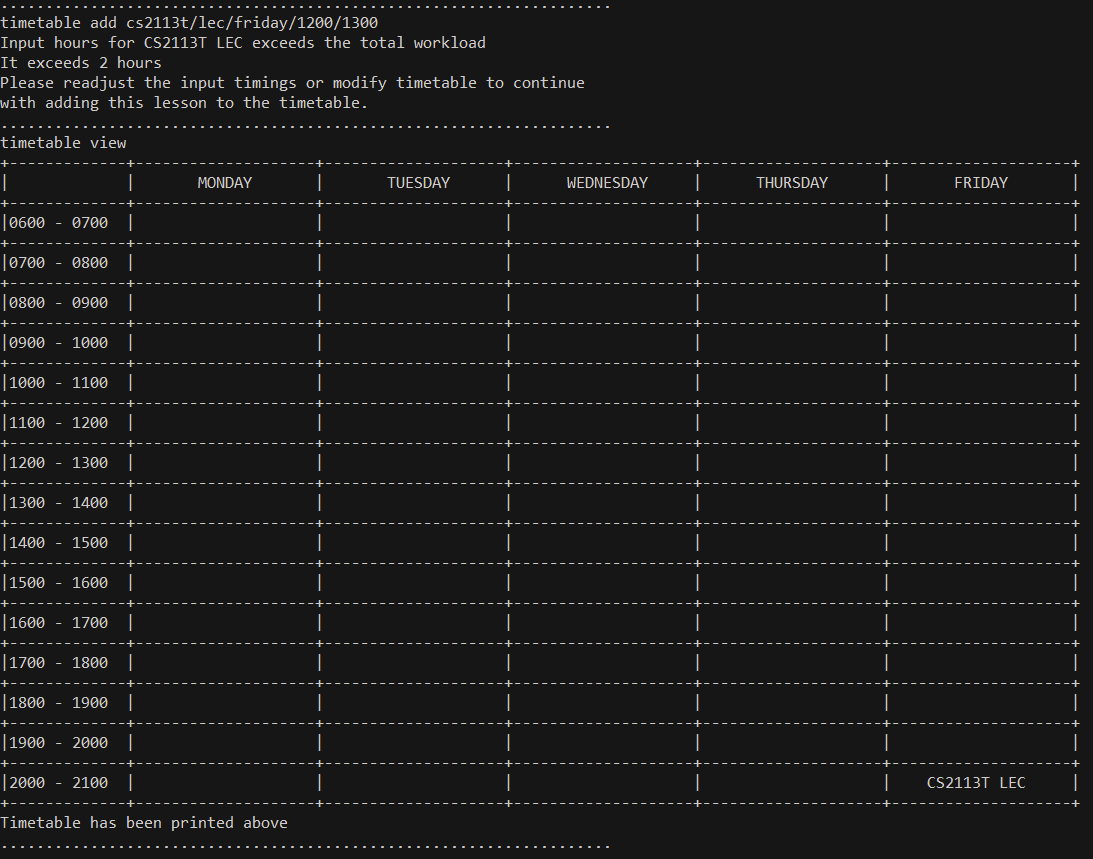 ....................................................................
timetable add cs2113t/lec/friday/1200/1300
Input hours for CS2113T LEC exceeds the total workload
It exceeds 2 hours
Please readjust the input timings or modify timetable to continue
with adding this lesson to the timetable.
....................................................................
timetable view
+-------------+--------------------+--------------------+--------------------+--------------------+--------------------+
|             |       MONDAY       |       TUESDAY      |      WEDNESDAY     |      THURSDAY      |       FRIDAY       |
+-------------+--------------------+--------------------+--------------------+--------------------+--------------------+
|0600 - 0700  |                    |                    |                    |                    |                    |
+-------------+--------------------+--------------------+--------------------+--------------------+--------------------+
|0700 - 0800  |                    |                    |                    |                    |                    |
+-------------+--------------------+--------------------+--------------------+--------------------+--------------------+
|0800 - 0900  |                    |                    |                    |                    |                    |
+-------------+--------------------+--------------------+--------------------+--------------------+--------------------+
|0900 - 1000  |                    |                    |                    |                    |                    |
+-------------+--------------------+--------------------+--------------------+--------------------+--------------------+
|1000 - 1100  |                    |                    |                    |                    |                    |
+-------------+--------------------+--------------------+--------------------+--------------------+--------------------+
|1100 - 1200  |                    |                    |                    |                    |                    |
+-------------+--------------------+--------------------+--------------------+--------------------+--------------------+
|1200 - 1300  |                    |                    |                    |                    |                    |
+-------------+--------------------+--------------------+--------------------+--------------------+--------------------+
|1300 - 1400  |                    |                    |                    |                    |                    |
+-------------+--------------------+--------------------+--------------------+--------------------+--------------------+
|1400 - 1500  |                    |                    |                    |                    |                    |
+-------------+--------------------+--------------------+--------------------+--------------------+--------------------+
|1500 - 1600  |                    |                    |                    |                    |                    |
+-------------+--------------------+--------------------+--------------------+--------------------+--------------------+
|1600 - 1700  |                    |                    |                    |                    |                    |
+-------------+--------------------+--------------------+--------------------+--------------------+--------------------+
|1700 - 1800  |                    |                    |                    |                    |                    |
+-------------+--------------------+--------------------+--------------------+--------------------+--------------------+
|1800 - 1900  |                    |                    |                    |                    |                    |
+-------------+--------------------+--------------------+--------------------+--------------------+--------------------+
|1900 - 2000  |                    |                    |                    |                    |                    |
+-------------+--------------------+--------------------+--------------------+--------------------+--------------------+
|2000 - 2100  |                    |                    |                    |                    |    CS2113T LEC     |
+-------------+--------------------+--------------------+--------------------+--------------------+--------------------+
Timetable has been printed above
....................................................................